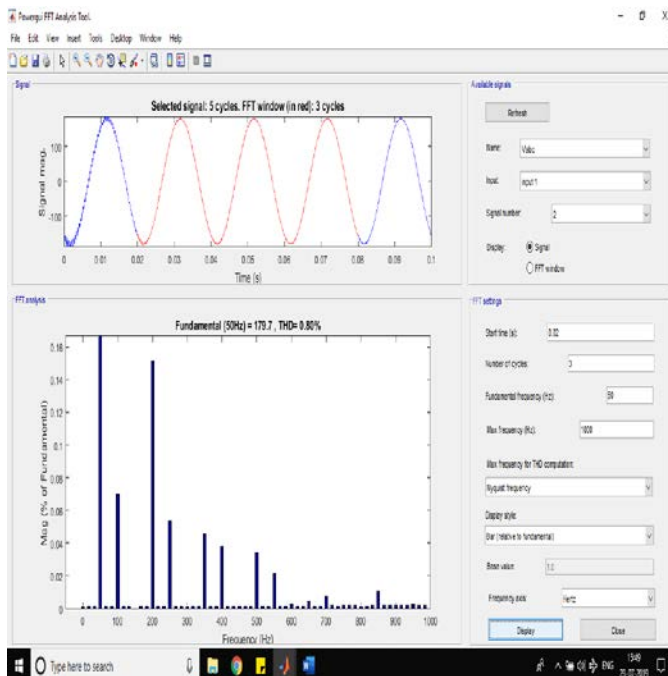 Powergui FFT Analysis Tool.
File Edit View Insert Tools Desktop Window Help
Signal
Selected signal: 5 cycles. FFT window (in red): 3 cycles
Signal mag.
100
0
-100
0 0.01 0.02 0.03 0.04 0.05 0.06 0.07 0.08 0.09 0.1
Time (s)
FFT analysis
Fundamental (50Hz) = 179.7 , THD= 0.80%
Mag (% of Fundamental)
0.16
0.14
0.12
0.1
0.08
0.06
0.04
0.02
0
0 100 200 300 400 500 600 700 800 900 1000
Frequency (Hz)
Available signals
Refresh
Name: Vabc
Input: input 1
Signal number: 2
Display: Signal
FFT window
FFT settings
Start time (s): 0.02
Number of cycles: 3
Fundamental frequency (Hz): 50
Max frequency (Hz): 1000
Max frequency for THD computation:
Nyquist frequency
Display style:
Bar (relative to fundamental)
Base value: 1.0
Frequency axis: Hertz
Display Close
Type here to search
ENG